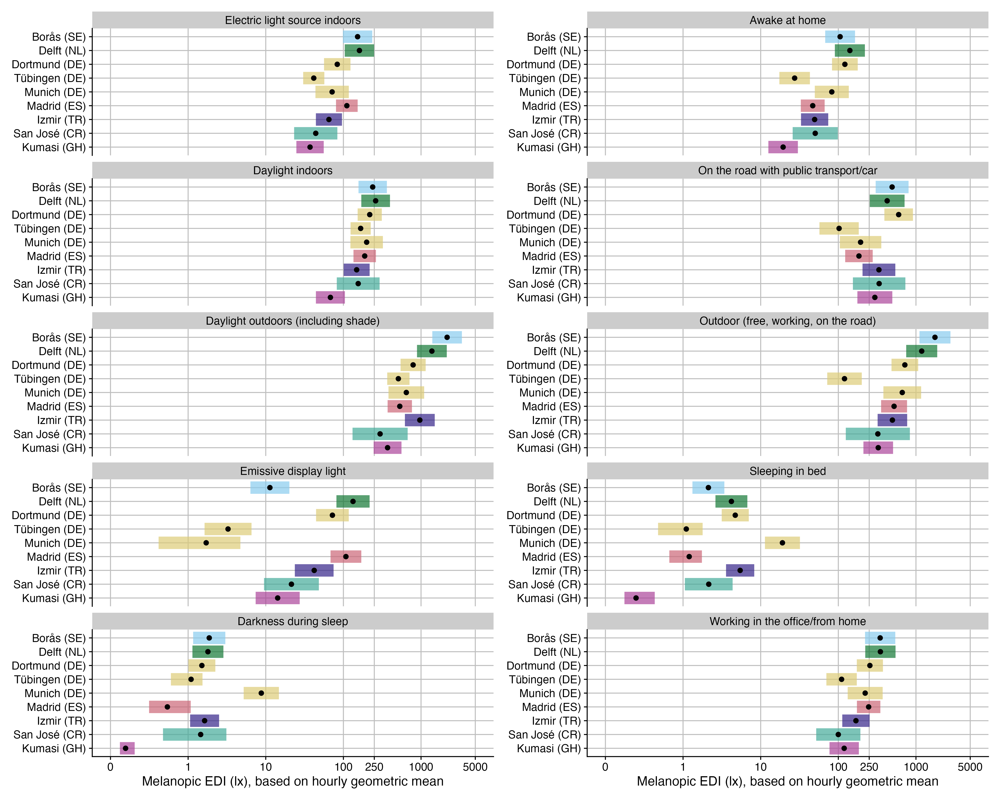 Electric light source indoors
Borås (SE)
Delft (NL)
Dortmund (DE)
Tübingen (DE)
Munich (DE)
Madrid (ES)
Izmir (TR)
San José (CR)
Kumasi (GH)
Daylight indoors
Borås (SE)
Delft (NL)
Dortmund (DE)
Tübingen (DE)
Munich (DE)
Madrid (ES)
Izmir (TR)
San José (CR)
Kumasi (GH)
Daylight outdoors (including shade)
Borås (SE)
Delft (NL)
Dortmund (DE)
Tübingen (DE)
Munich (DE)
Madrid (ES)
Izmir (TR)
San José (CR)
Kumasi (GH)
Emissive display light
Borås (SE)
Delft (NL)
Dortmund (DE)
Tübingen (DE)
Munich (DE)
Madrid (ES)
Izmir (TR)
San José (CR)
Kumasi (GH)
Darkness during sleep
Borås (SE)
Delft (NL)
Dortmund (DE)
Tübingen (DE)
Munich (DE)
Madrid (ES)
Izmir (TR)
San José (CR)
Kumasi (GH)
0 1 10 100 250 1000 5000
Melanopic EDI (lx), based on hourly geometric mean
Awake at home
Borås (SE)
Delft (NL)
Dortmund (DE)
Tübingen (DE)
Munich (DE)
Madrid (ES)
Izmir (TR)
San José (CR)
Kumasi (GH)
On the road with public transport/car
Borås (SE)
Delft (NL)
Dortmund (DE)
Tübingen (DE)
Munich (DE)
Madrid (ES)
Izmir (TR)
San José (CR)
Kumasi (GH)
Outdoor (free, working, on the road)
Borås (SE)
Delft (NL)
Dortmund (DE)
Tübingen (DE)
Munich (DE)
Madrid (ES)
Izmir (TR)
San José (CR)
Kumasi (GH)
Sleeping in bed
Borås (SE)
Delft (NL)
Dortmund (DE)
Tübingen (DE)
Munich (DE)
Madrid (ES)
Izmir (TR)
San José (CR)
Kumasi (GH)
Working in the office/from home
Borås (SE)
Delft (NL)
Dortmund (DE)
Tübingen (DE)
Munich (DE)
Madrid (ES)
Izmir (TR)
San José (CR)
Kumasi (GH)
0 1 10 100 250 1000 5000
Melanopic EDI (lx), based on hourly geometric mean